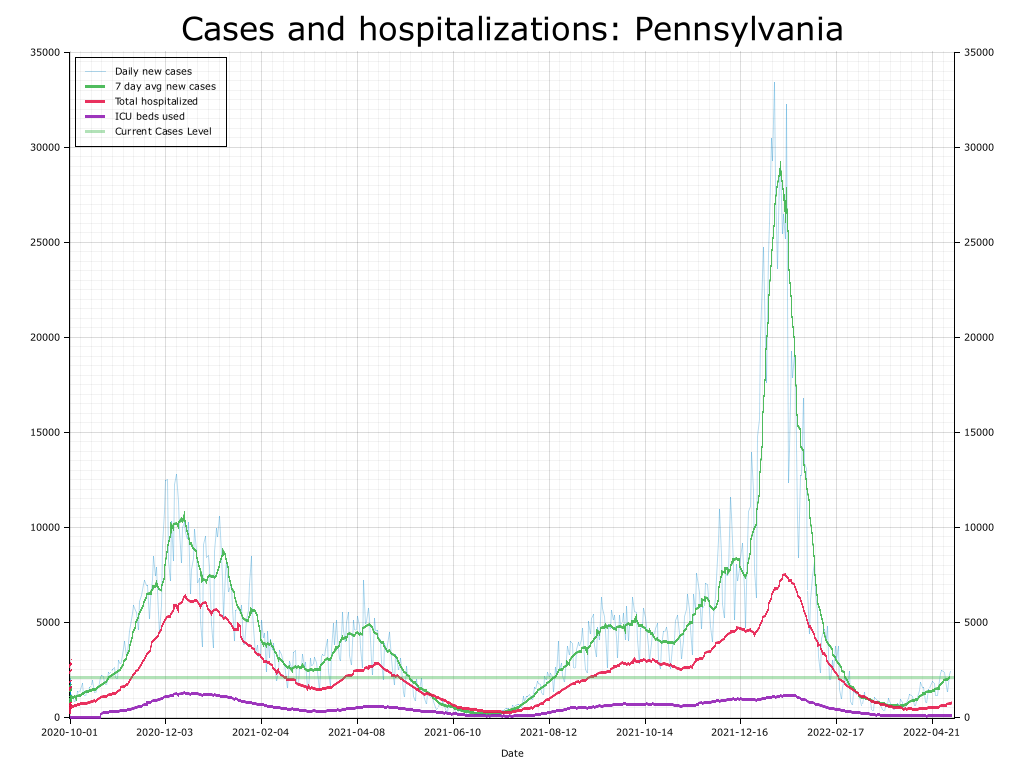 Cases and hospitalizations: Pennsylvania
35000 35000
Daily new cases
7 day avg new cases
Total hospitalized
ICU beds used
Current Cases Level
30000 30000
25000 25000
20000 20000
15000 15000
10000 10000
5000 5000
0 0
2020-10-01 2020-12-03 2021-02-04 2021-04-08 2021-06-10 2021-08-12 2021-10-14 2021-12-16 2022-02-17 2022-04-21
Date